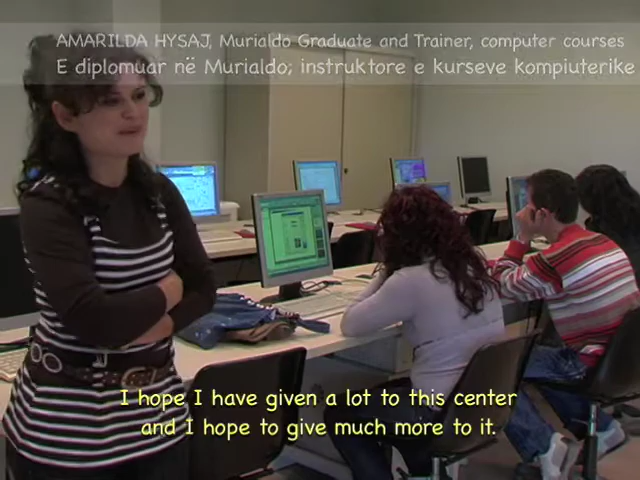 AMARILDA HYSAJ, Murialdo Graduate and Trainer, computer courses
E diplomuar në Murialdo; instruktore e kurseve kompiuterike
I hope I have given a lot to this center
and I hope to give much more to it.